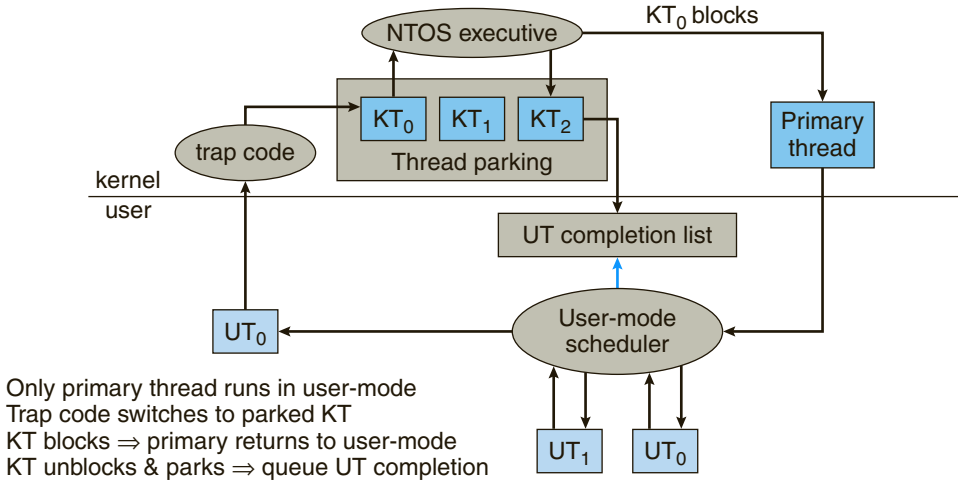 NTOS executive
KT₀ blocks
KT₀
KT₁
KT₂
Primary
thread
trap code
Thread parking
kernel
user
UT completion list
UT₀
User-mode
scheduler
Only primary thread runs in user-mode
Trap code switches to parked KT
KT blocks ⇒ primary returns to user-mode
KT unblocks & parks ⇒ queue UT completion
UT₁
UT₀